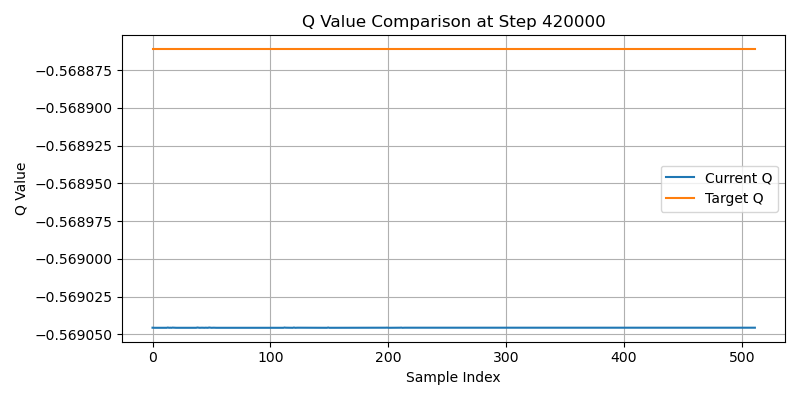 Q Value Comparison at Step 420000
Q Value
−0.568875
−0.568900
−0.568925
−0.568950
−0.568975
−0.569000
−0.569025
−0.569050
Current Q
Target Q
0
100
200
300
400
500
Sample Index